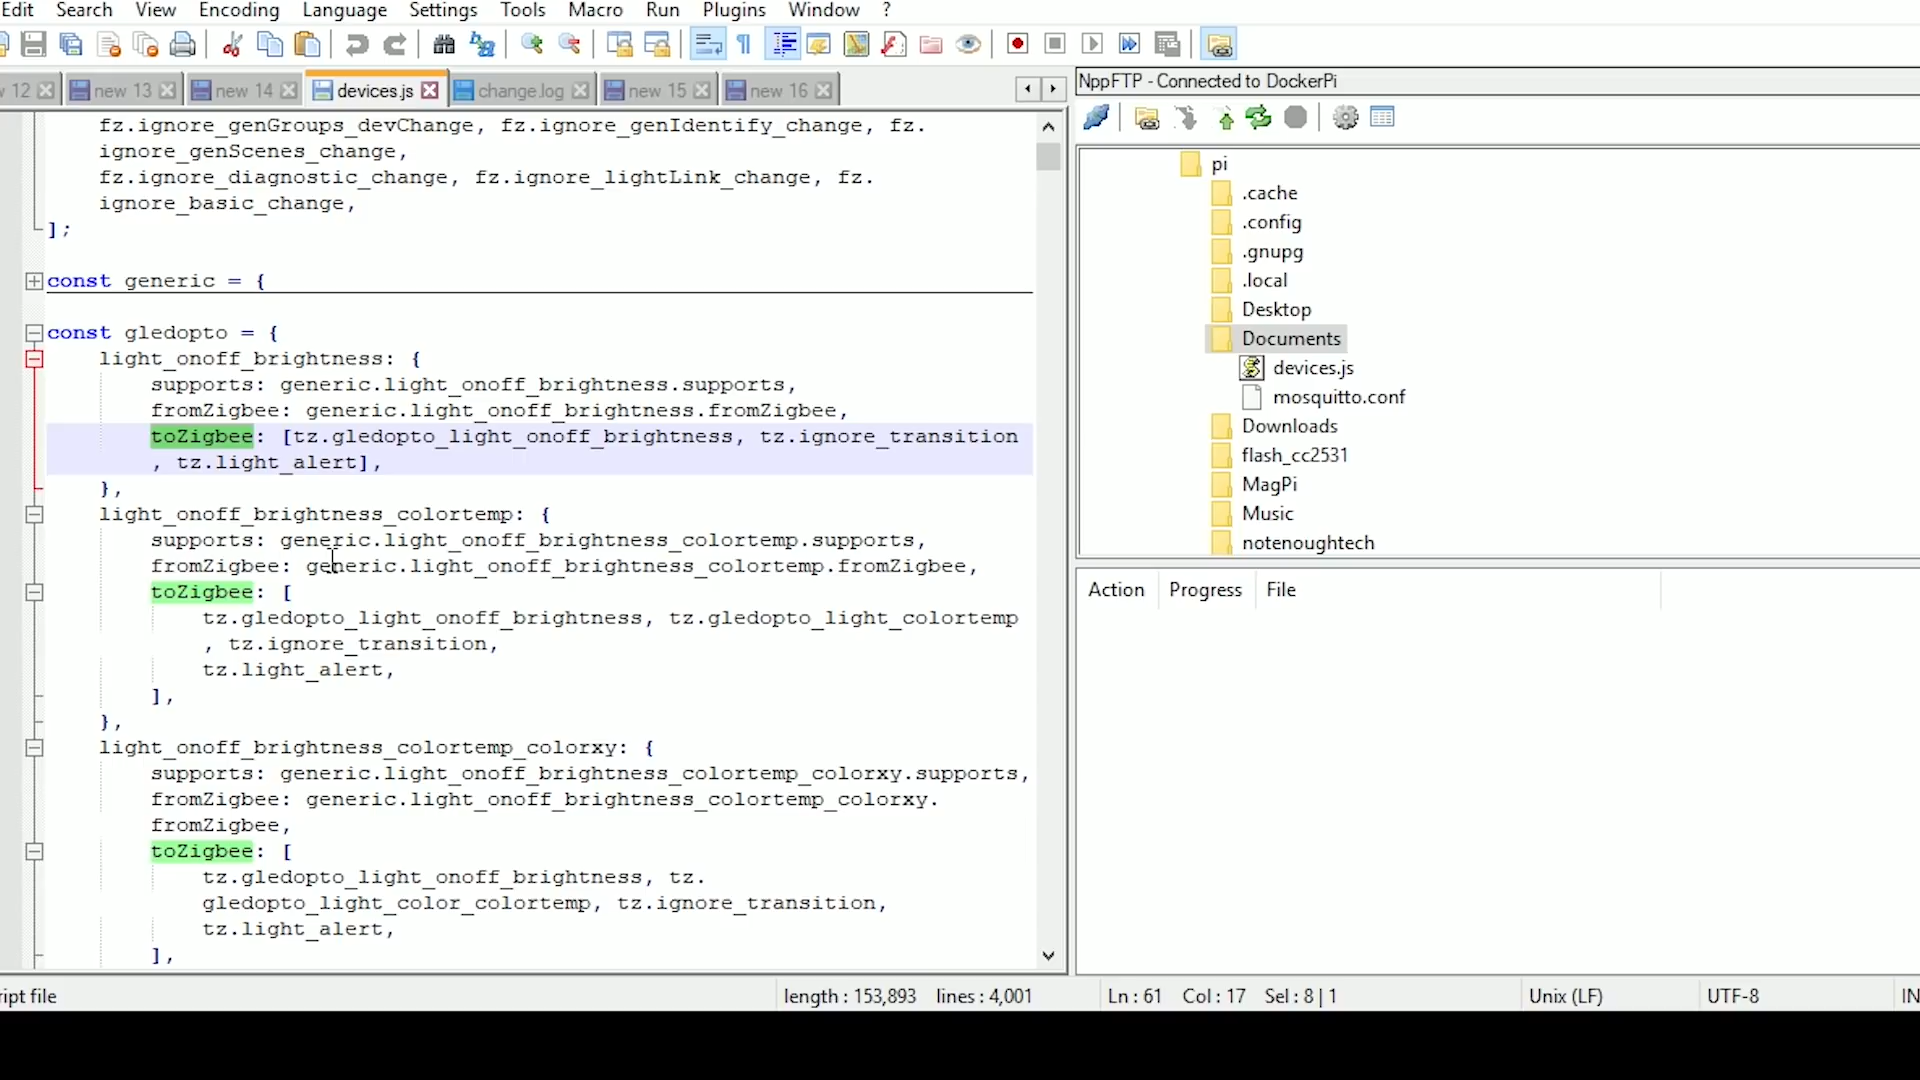 Edit Search View Encoding Language Settings Tools Macro Run Plugins Window ?
12 new 13 new 14 devices.js change.log new 15 new 16
fz.ignore_genGroups_devChange, fz.ignore_genIdentify_change, fz.
ignore_genScenes_change,
fz.ignore_diagnostic_change, fz.ignore_lightLink_change, fz.
ignore_basic_change,
];
const generic = {
const gledopto = {
light_onoff_brightness: {
supports: generic.light_onoff_brightness.supports,
fromZigbee: generic.light_onoff_brightness.fromZigbee,
toZigbee: [tz.gledopto_light_onoff_brightness, tz.ignore_transition
, tz.light_alert],
},
light_onoff_brightness_colortemp: {
supports: generic.light_onoff_brightness_colortemp.supports,
fromZigbee: generic.light_onoff_brightness_colortemp.fromZigbee,
toZigbee: [
tz.gledopto_light_onoff_brightness, tz.gledopto_light_colortemp
, tz.ignore_transition,
tz.light_alert,
],
},
light_onoff_brightness_colortemp_colorxy: {
supports: generic.light_onoff_brightness_colortemp_colorxy.supports,
fromZigbee: generic.light_onoff_brightness_colortemp_colorxy.
fromZigbee,
toZigbee: [
tz.gledopto_light_onoff_brightness, tz.
gledopto_light_color_colortemp, tz.ignore_transition,
tz.light_alert,
],
NppFTP - Connected to DockerPi
pi
.cache
.config
.gnupg
.local
Desktop
Documents
devices.js
mosquitto.conf
Downloads
flash_cc2531
MagPi
Music
notenoughtech
Action Progress File
ript file length : 153,893 lines : 4,001 Ln : 61 Col : 17 Sel : 8 | 1 Unix (LF) UTF-8 IN